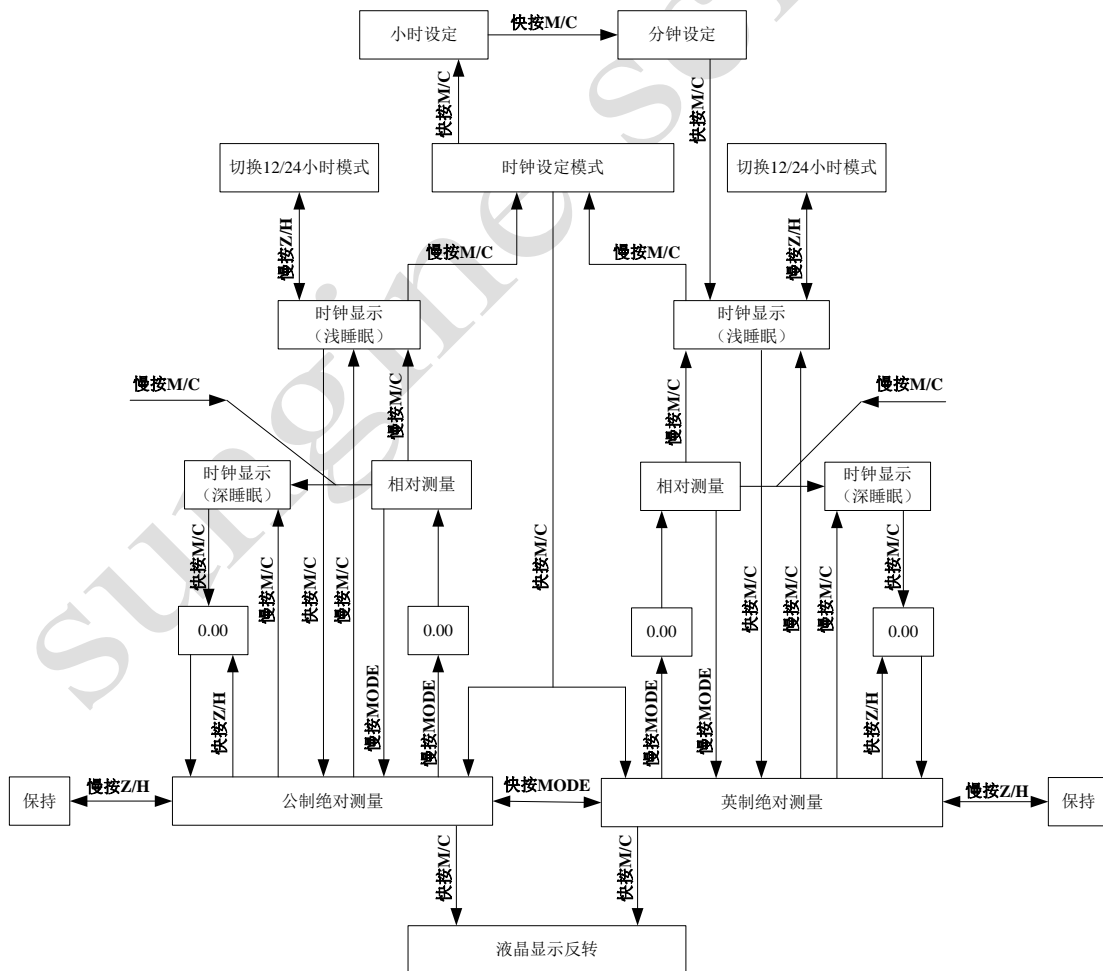 快按M/C
小时设定
分钟设定
快按M/C
快按M/C
切换12/24小时模式
时钟设定模式
切换12/24小时模式
慢按Z/H
慢按M/C
慢按M/C
慢按Z/H
时钟显示
（浅睡眠）
时钟显示
（浅睡眠）
慢按M/C
慢按M/C
慢按M/C
慢按M/C
时钟显示
（深睡眠）
相对测量
相对测量
时钟显示
（深睡眠）
快按M/C
慢按M/C
快按M/C
慢按M/C
快按M/C
快按M/C
慢按M/C
慢按M/C
快按M/C
0.00
0.00
0.00
0.00
快按Z/H
慢按MODE
慢按MODE
慢按MODE
慢按MODE
快按Z/H
保持
慢按Z/H
公制绝对测量
快按MODE
英制绝对测量
慢按Z/H
保持
快按M/C
快按M/C
液晶显示反转